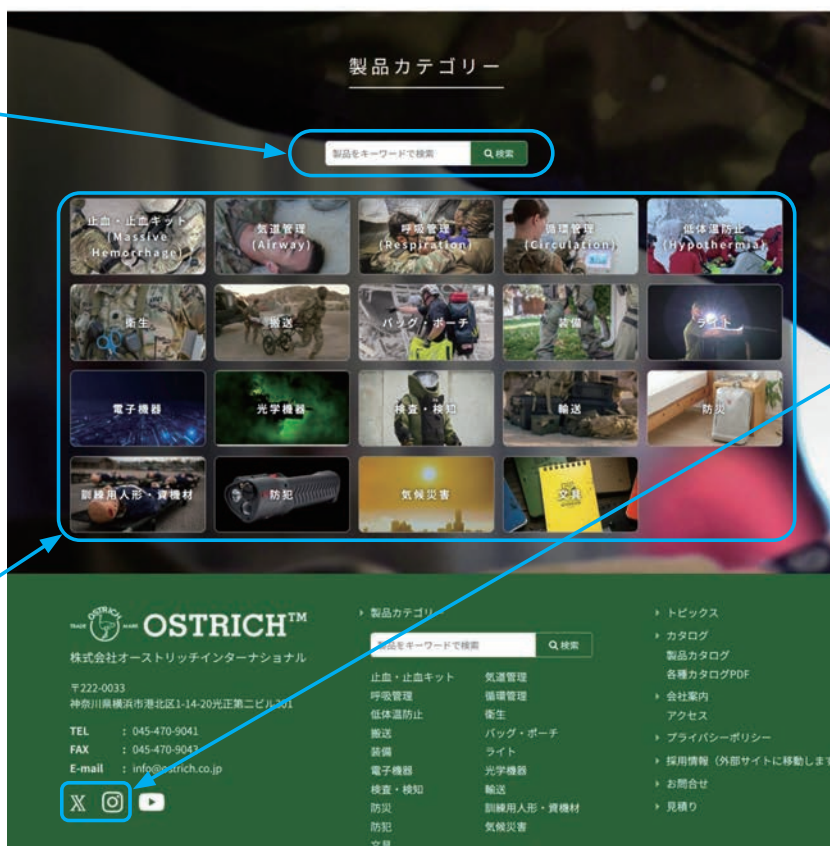 製品カテゴリー
製品をキーワードで検索
検索
止血・止血キット
(Massive
Hemorrhage)
気道管理
(Airway)
呼吸管理
(Respiration)
循環管理
(Circulation)
低体温防止
(Hypothermia)
衛生
搬送
バッグ・ポーチ
装備
ライト
電子機器
光学機器
検査・検知
輸送
防災
訓練用人形・資機材
防犯
気候災害
文具
TRADE OSTRICH MARK
OSTRICH™
株式会社オーストリッチインターナショナル
〒222-0033
神奈川県横浜市港北区1-14-20光正第二ビル301
TEL : 045-470-9041
FAX : 045-470-9043
E-mail : info@ostrich.co.jp
製品カテゴリー
製品をキーワードで検索
検索
止血・止血キット 気道管理
呼吸管理 循環管理
低体温防止 衛生
搬送 バッグ・ポーチ
装備 ライト
電子機器 光学機器
検査・検知 輸送
防災 訓練用人形・資機材
防犯 気候災害
文具
トピックス
カタログ
製品カタログ
各種カタログPDF
会社案内
アクセス
プライバシーポリシー
採用情報（外部サイトに移動します
お問合せ
見積り